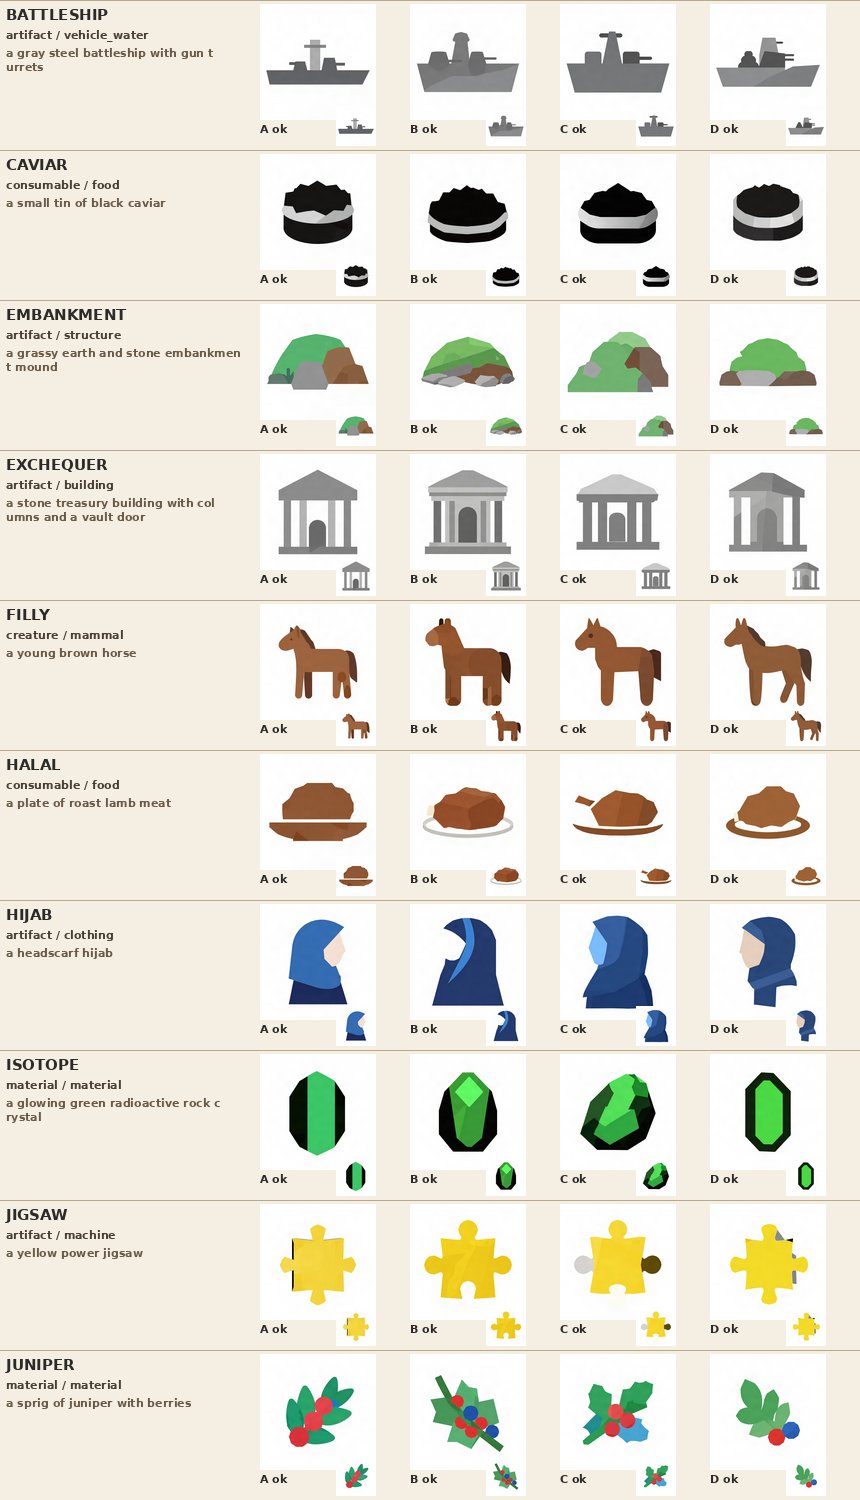 BATTLESHIP
artifact / vehicle_water
a gray steel battleship with gun t
urrets
A ok
B ok
C ok
D ok
CAVIAR
consumable / food
a small tin of black caviar
A ok
B ok
C ok
D ok
EMBANKMENT
artifact / structure
a grassy earth and stone embankmen
t mound
A ok
B ok
C ok
D ok
EXCHEQUER
artifact / building
a stone treasury building with col
umns and a vault door
A ok
B ok
C ok
D ok
FILLY
creature / mammal
a young brown horse
A ok
B ok
C ok
D ok
HALAL
consumable / food
a plate of roast lamb meat
A ok
B ok
C ok
D ok
HIJAB
artifact / clothing
a headscarf hijab
A ok
B ok
C ok
D ok
ISOTOPE
material / material
a glowing green radioactive rock c
rystal
A ok
B ok
C ok
D ok
JIGSAW
artifact / machine
a yellow power jigsaw
A ok
B ok
C ok
D ok
JUNIPER
material / material
a sprig of juniper with berries
A ok
B ok
C ok
D ok